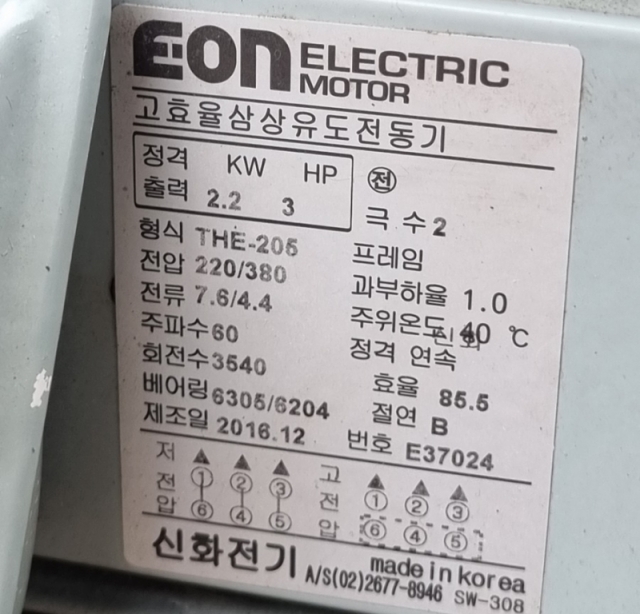 E·ON ELECTRIC MOTOR
고효율삼상유도전동기
정격 출력 KW 2.2 HP 3
전
극 수 2
형식 THE-205
프레임
전압 220/380
과부하율 1.0
전류 7.6/4.4
주위온도 40 ℃
주파수 60
정격 연속
회전수 3540
효율 85.5
베어링 6305/6204
절연 B
제조일 2016.12
번호 E37024
저전압 ① ② ③ ⑥ ④ ⑤
고전압 ① ② ③ ⑥ ④ ⑤
신화전기
made in korea
A/S(02)2677-8946 SW-308